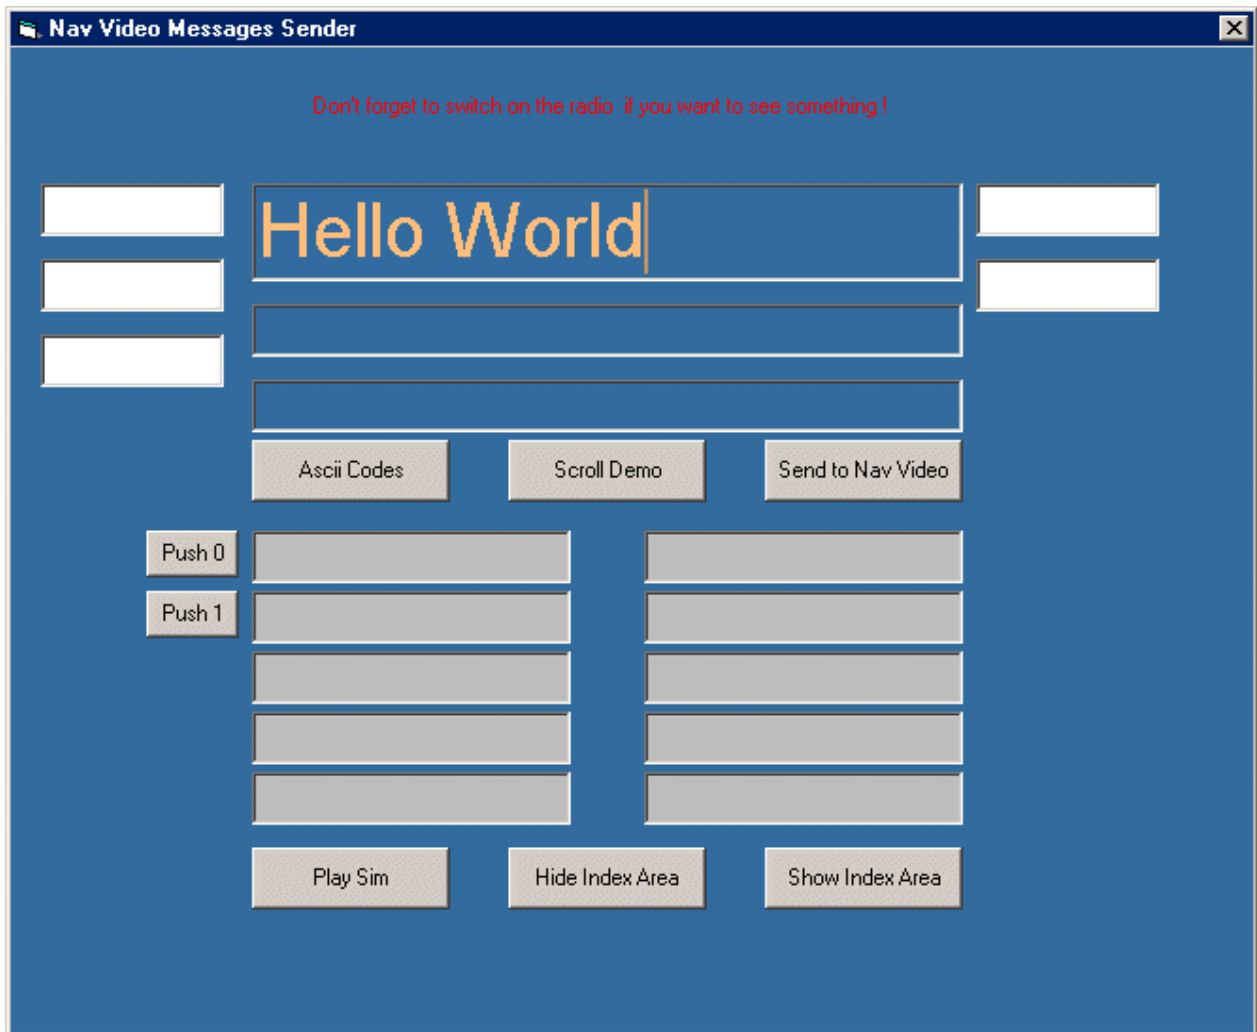 Nav Video Messages Sender
Don't forget to switch on the radio  if you want to see something !
Hello World
Ascii Codes
Scroll Demo
Send to Nav Video
Push 0
Push 1
Play Sim
Hide Index Area
Show Index Area